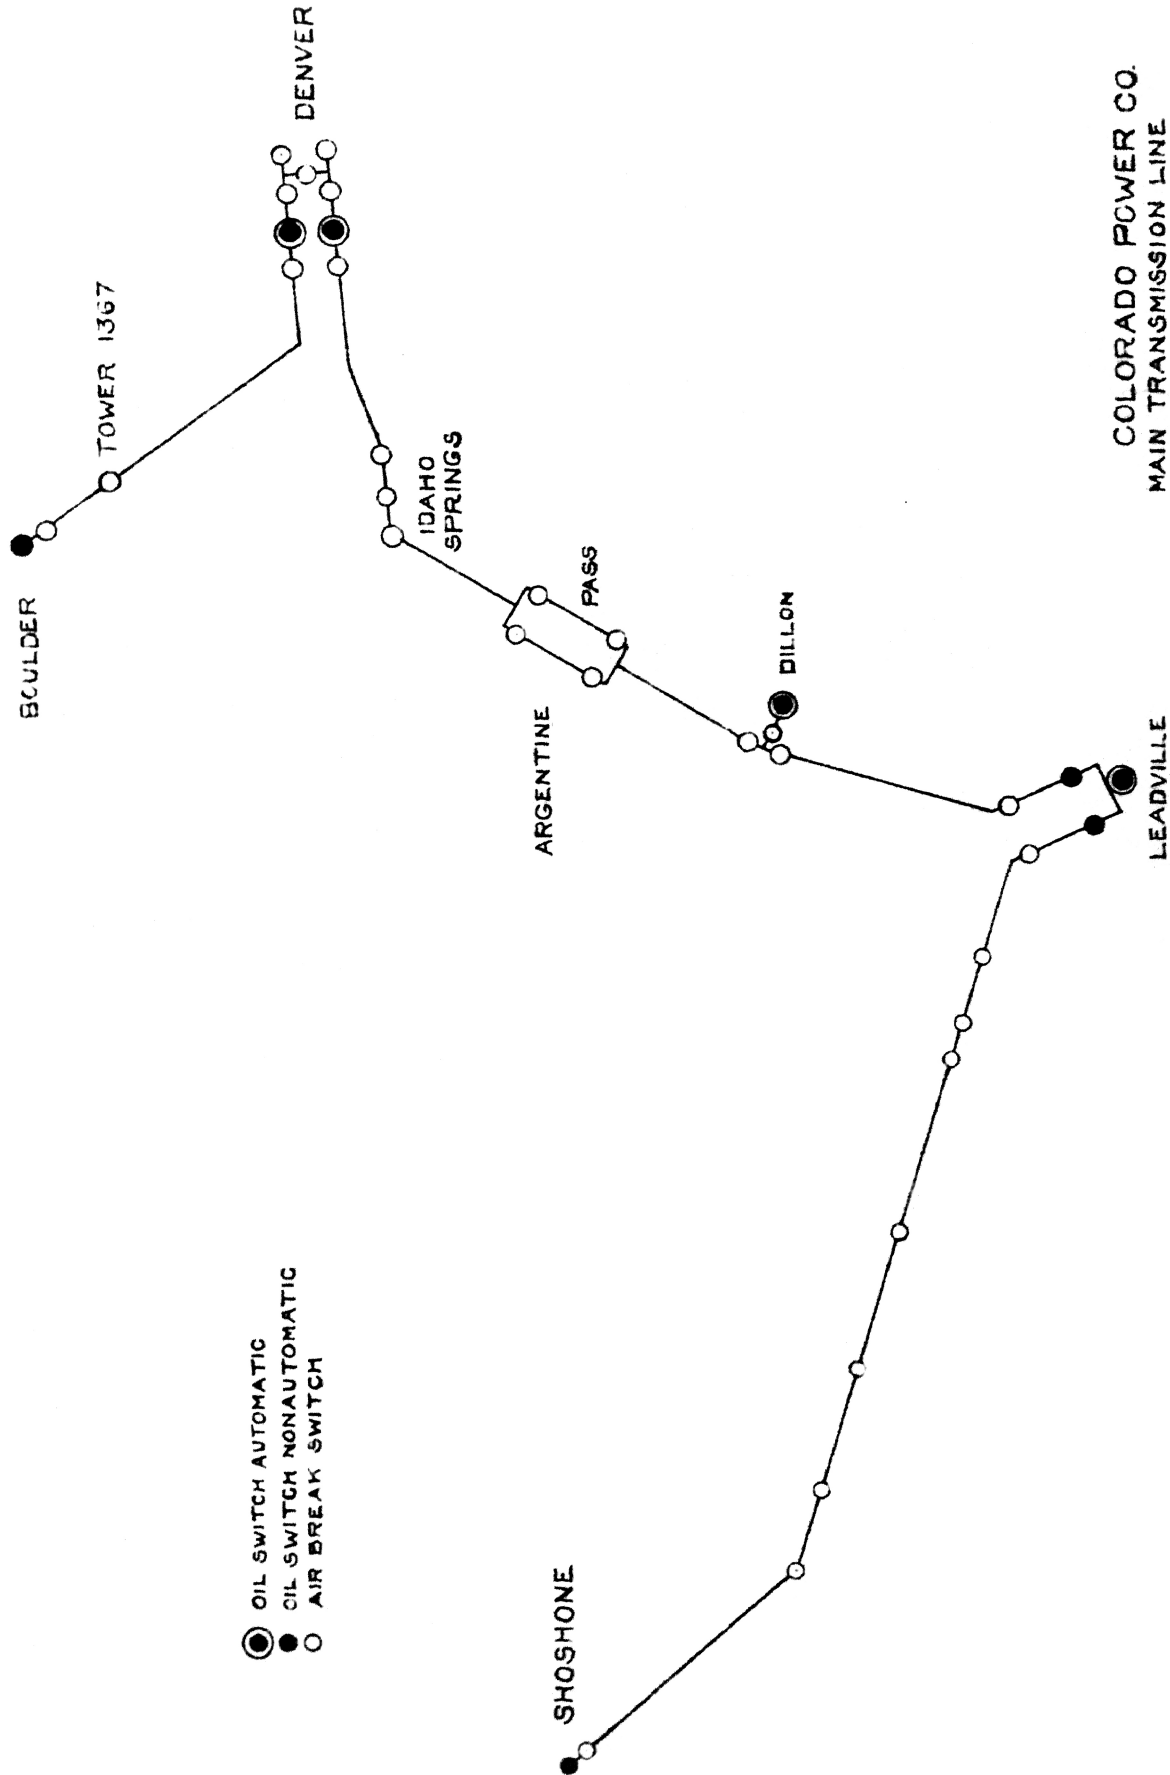 OIL SWITCH AUTOMATIC
OIL SWITCH NONAUTOMATIC
AIR BREAK SWITCH
BOULDER
TOWER 1367
DENVER
IDAHO
SPRINGS
ARGENTINE
PASS
DILLON
SHOSHONE
LEADVILLE
COLORADO POWER CO.
MAIN TRANSMISSION LINE